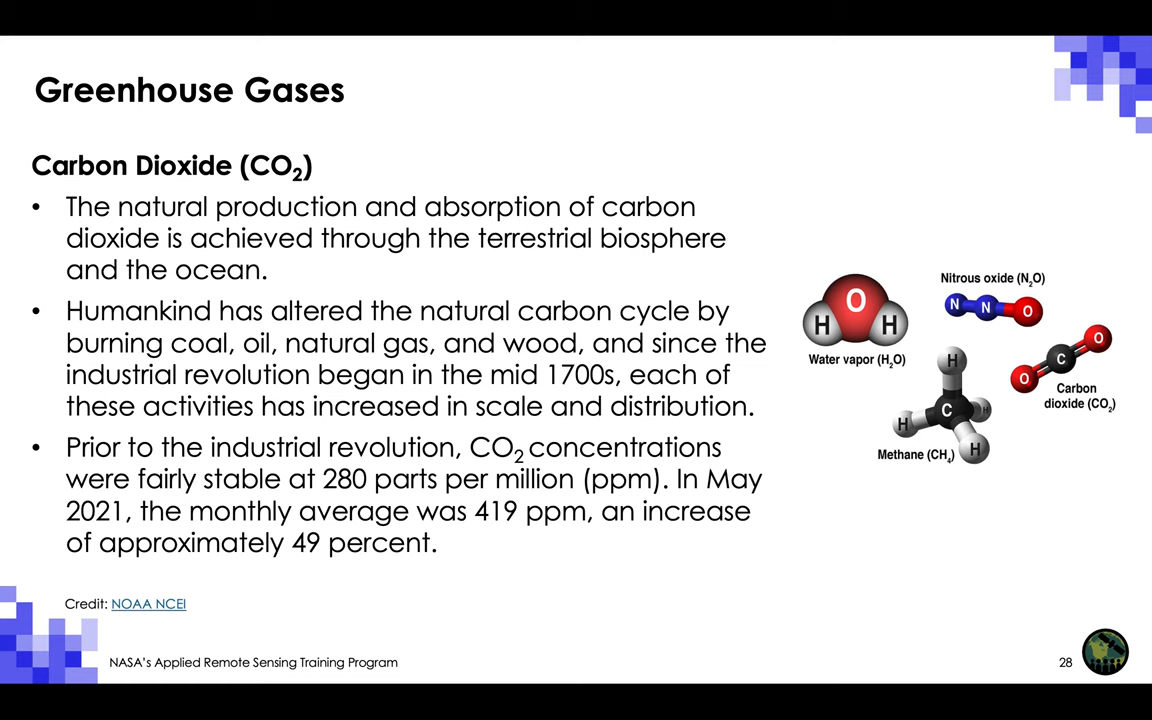 Greenhouse Gases
Carbon Dioxide (CO₂)
• The natural production and absorption of carbon
dioxide is achieved through the terrestrial biosphere
and the ocean.
• Humankind has altered the natural carbon cycle by
burning coal, oil, natural gas, and wood, and since the
industrial revolution began in the mid 1700s, each of
these activities has increased in scale and distribution.
• Prior to the industrial revolution, CO₂ concentrations
were fairly stable at 280 parts per million (ppm). In May
2021, the monthly average was 419 ppm, an increase
of approximately 49 percent.
Nitrous oxide (N₂O)
N N O
O
H H
Water vapor (H₂O)
O
C
O
Carbon
dioxide (CO₂)
H
C
H
H
H
Methane (CH₄)
Credit: NOAA NCEI
NASA's Applied Remote Sensing Training Program
28